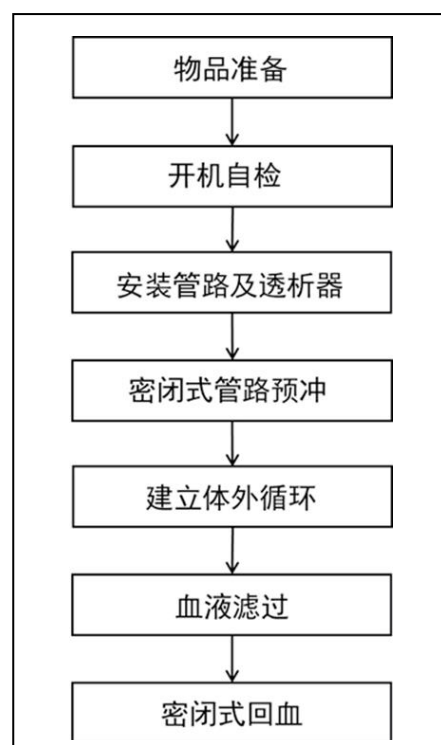 物品准备
开机自检
安装管路及透析器
密闭式管路预冲
建立体外循环
血液滤过
密闭式回血